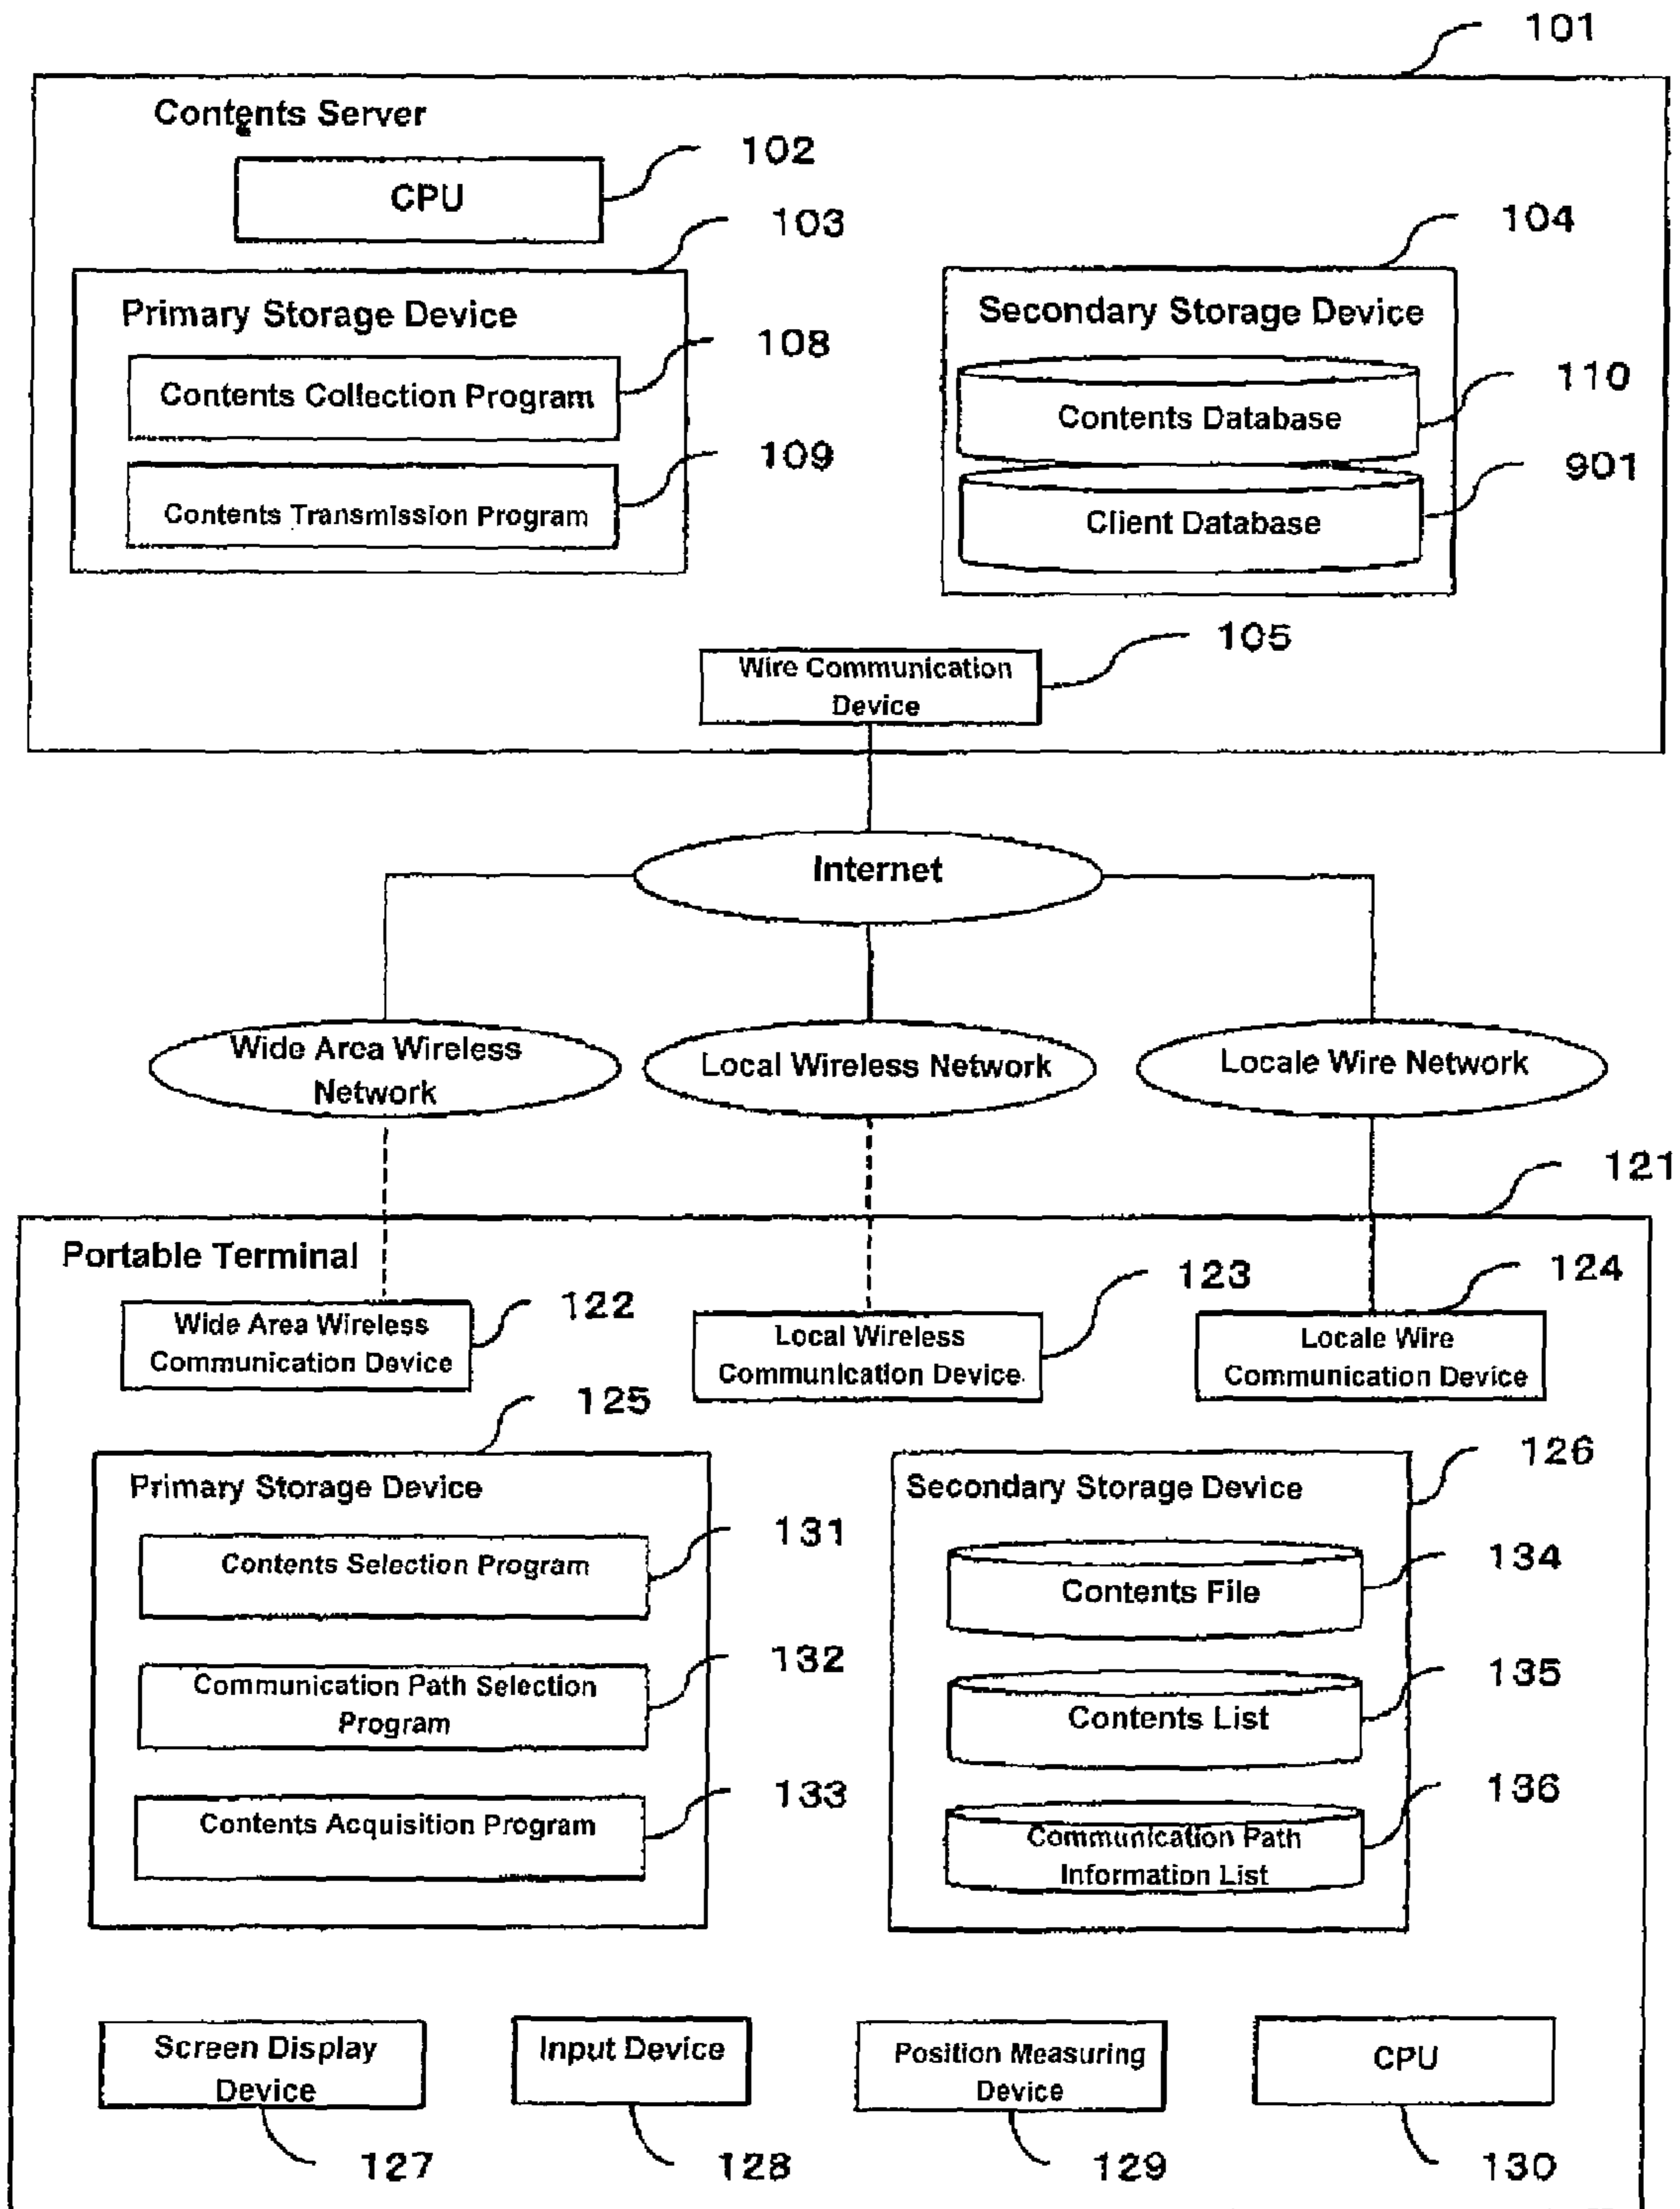 101
Contents Server
CPU
102
103
104
Primary Storage Device
Secondary Storage Device
108
Contents Collection Program
Contents Database
110
109
Contents Transmission Program
Client Database
901
105
Wire Communication
Device
Internet
Wide Area Wireless
Network
Local Wireless Network
Locale Wire Network
121
Portable Terminal
Wide Area Wireless
Communication Device
122
Local Wireless
Communication Device
123
Locale Wire
Communication Device
124
125
126
Primary Storage Device
Secondary Storage Device
Contents Selection Program
131
Contents File
134
Communication Path Selection
Program
132
Contents List
135
Contents Acquisition Program
133
Communication Path
Information List
136
Screen Display
Device
Input Device
Position Measuring
Device
CPU
127
128
129
130